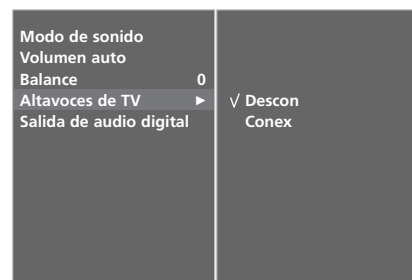 Modo de sonido
Volumen auto
Balance 0
Altavoces de TV ►
√ Descon
Conex
Salida de audio digital